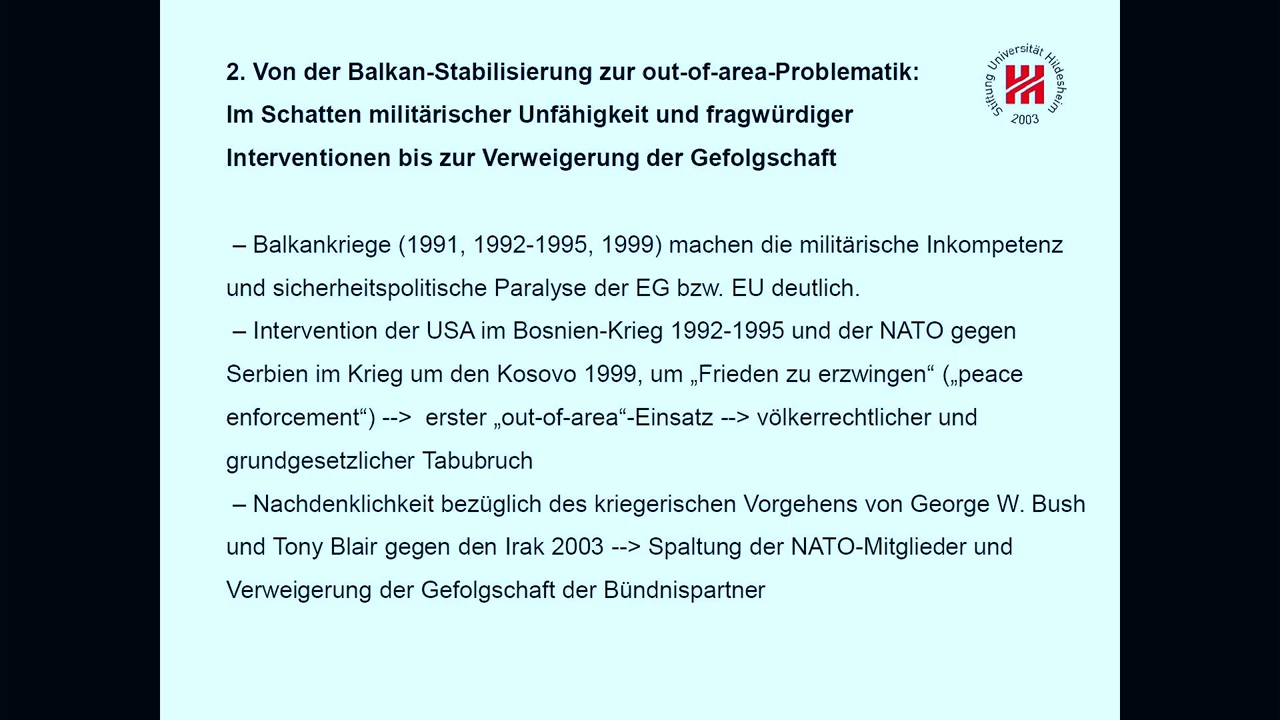 2. Von der Balkan-Stabilisierung zur out-of-area-Problematik:
Im Schatten militärischer Unfähigkeit und fragwürdiger
Interventionen bis zur Verweigerung der Gefolgschaft
Stiftung Universität Hildesheim
2003
– Balkankriege (1991, 1992-1995, 1999) machen die militärische Inkompetenz
und sicherheitspolitische Paralyse der EG bzw. EU deutlich.
– Intervention der USA im Bosnien-Krieg 1992-1995 und der NATO gegen
Serbien im Krieg um den Kosovo 1999, um „Frieden zu erzwingen“ („peace
enforcement“) --> erster „out-of-area“-Einsatz --> völkerrechtlicher und
grundgesetzlicher Tabubruch
– Nachdenklichkeit bezüglich des kriegerischen Vorgehens von George W. Bush
und Tony Blair gegen den Irak 2003 --> Spaltung der NATO-Mitglieder und
Verweigerung der Gefolgschaft der Bündnispartner